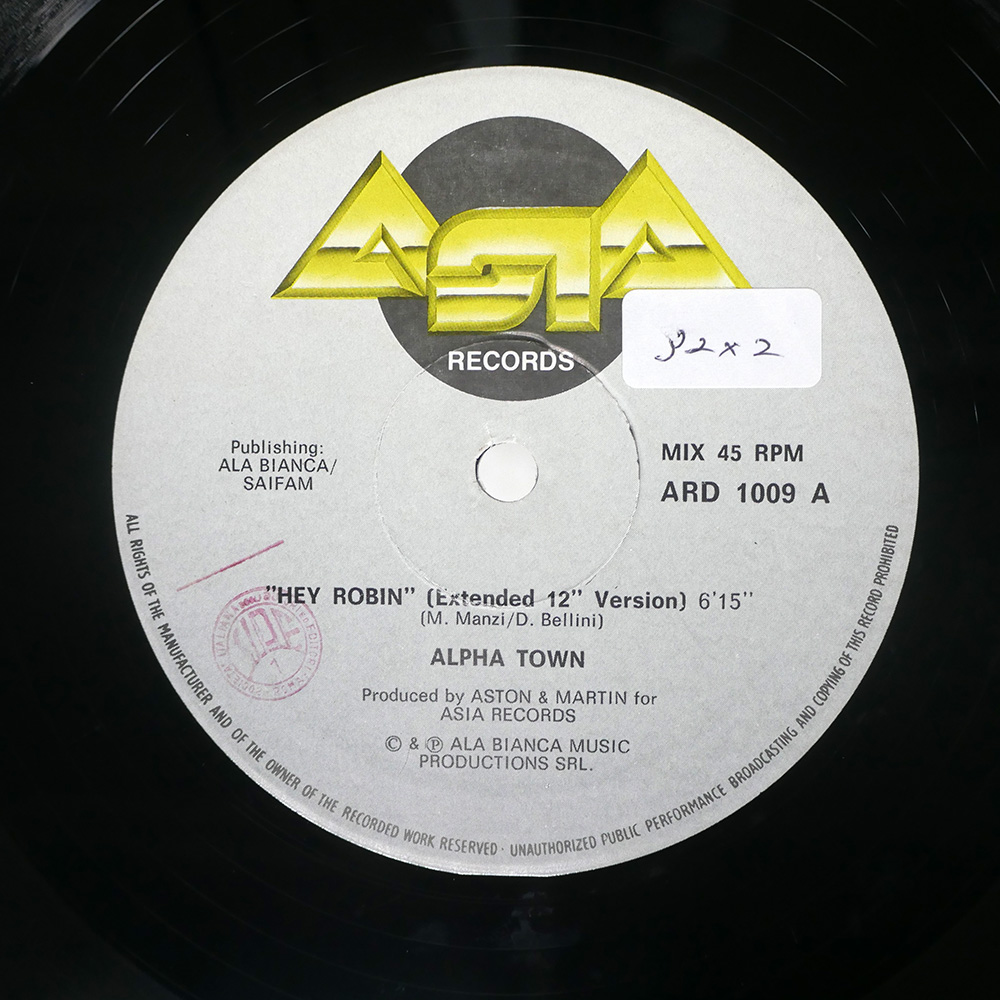 ASIA
RECORDS
Publishing:
ALA BIANCA/
SAIFAM
MIX 45 RPM
ARD 1009 A
"HEY ROBIN" (Extended 12" Version) 6'15"
(M. Manzi/D. Bellini)
ALPHA TOWN
Produced by ASTON & MARTIN for
ASIA RECORDS
© & ℗ ALA BIANCA MUSIC
PRODUCTIONS SRL.
ALL RIGHTS OF THE MANUFACTURER AND OF THE OWNER OF THE RECORDED WORK RESERVED · UNAUTHORIZED PUBLIC PERFORMANCE BROADCASTING AND COPYING OF THIS RECORD PROHIBITED